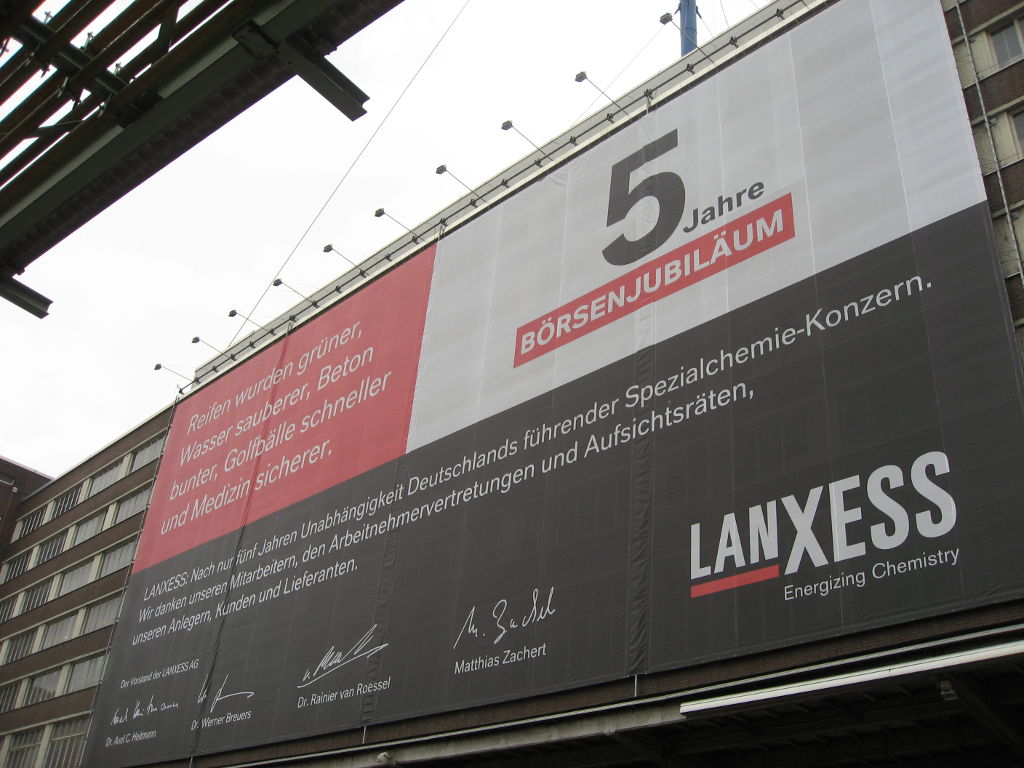 Reifen wurden grüner,
Wasser sauberer, Beton
bunter, Golfbälle schneller
und Medizin sicherer.
5
Jahre
BÖRSENJUBILÄUM
LANXESS: Nach nur fünf Jahren Unabhängigkeit Deutschlands führender Spezialchemie-Konzern.
Wir danken unseren Mitarbeitern, den Arbeitnehmervertretungen und Aufsichtsräten,
unseren Anlegern, Kunden und Lieferanten.
Der Vorstand der LANXESS AG
Dr. Axel C. Heitmann
Dr. Werner Breuers
Dr. Rainier van Roessel
Matthias Zachert
LANXESS
Energizing Chemistry